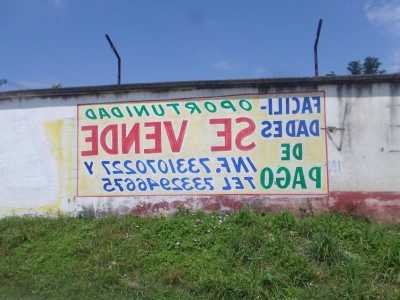 OPORTUNIDAD
SE VENDE
INF. 7331070227 Y
TEL 7332946675
FACILI-
DADES
DE
PAGO